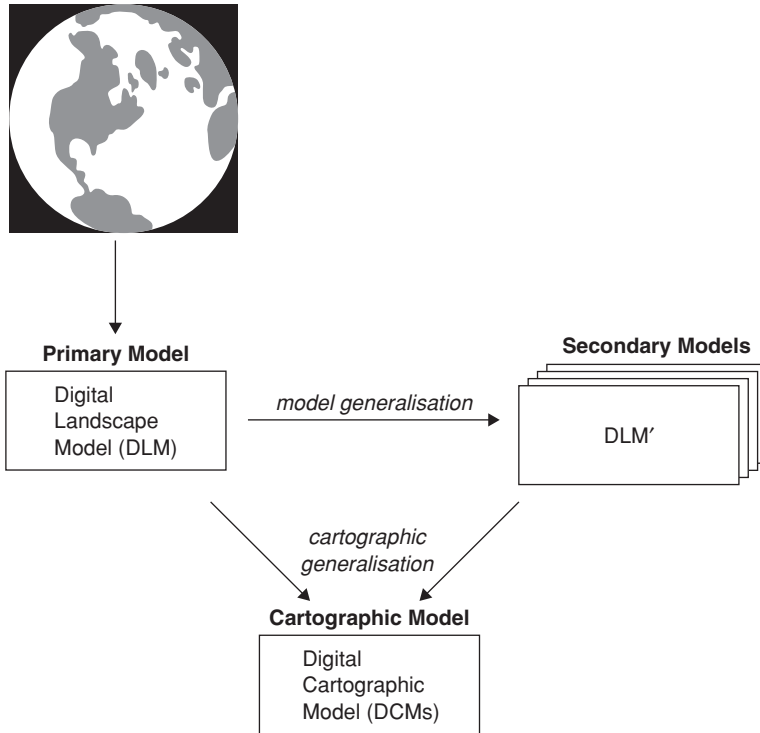 Primary Model
Digital
Landscape
Model (DLM)
model generalisation
Secondary Models
DLM′
cartographic
generalisation
Cartographic Model
Digital
Cartographic
Model (DCMs)